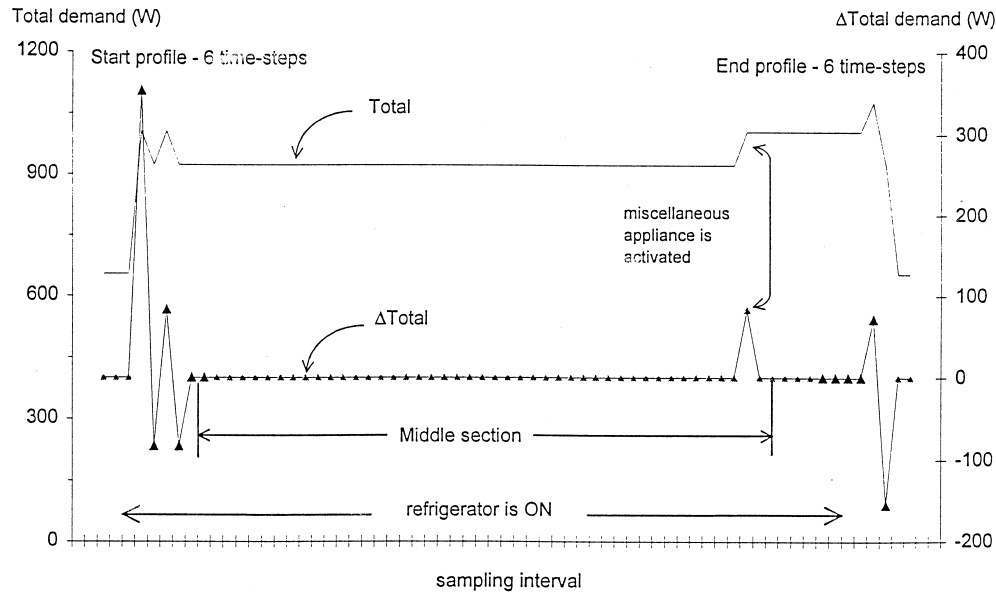 Total demand (W)
ΔTotal demand (W)
1200
400
Start profile - 6 time-steps
End profile - 6 time-steps
Total
300
900
miscellaneous
appliance is
activated
200
600
100
ΔTotal
0
300
Middle section
-100
refrigerator is ON
0
-200
sampling interval